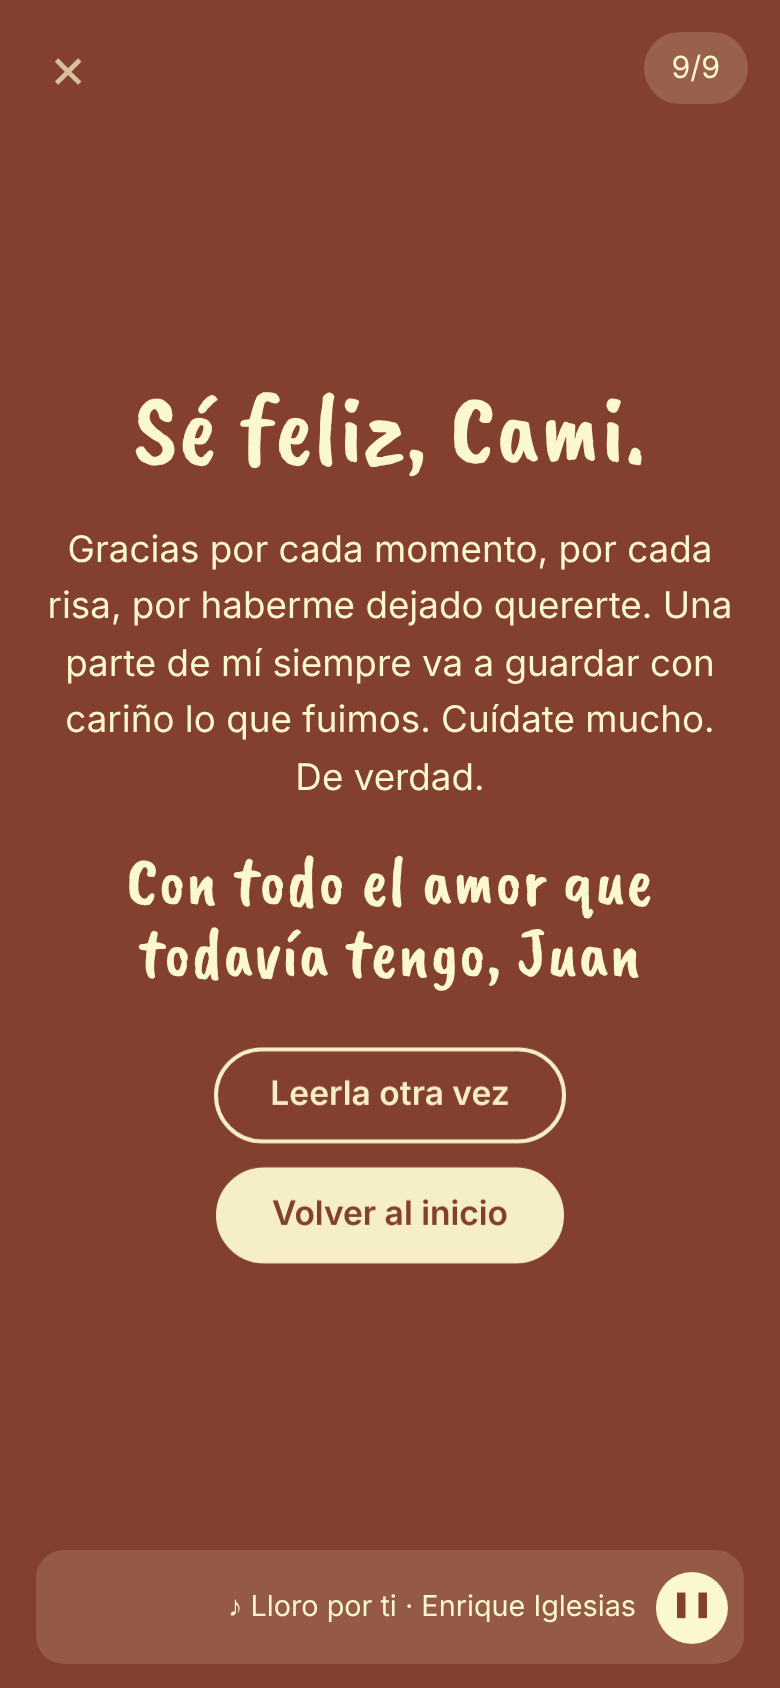 ×
9/9
Sé feliz, Cami.
Gracias por cada momento, por cada
risa, por haberme dejado quererte. Una
parte de mí siempre va a guardar con
cariño lo que fuimos. Cuídate mucho.
De verdad.
Con todo el amor que
todavía tengo, Juan
Leerla otra vez
Volver al inicio
♪ Lloro por ti · Enrique Iglesias